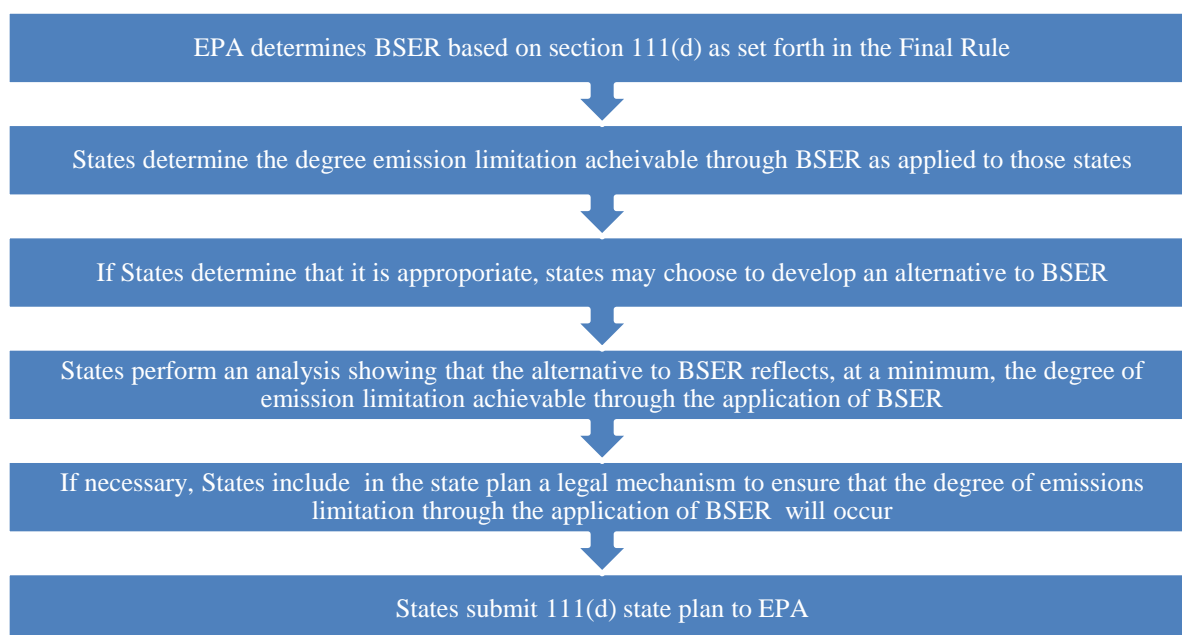 EPA determines BSER based on section 111(d) as set forth in the Final Rule
States determine the degree emission limitation acheivable through BSER as applied to those states
If States determine that it is approporiate, states may choose to develop an alternative to BSER
States perform an analysis showing that the alternative to BSER reflects, at a minimum, the degree of
emission limitation achievable through the application of BSER
If necessary, States include in the state plan a legal mechanism to ensure that the degree of emissions
limitation through the application of BSER will occur
States submit 111(d) state plan to EPA